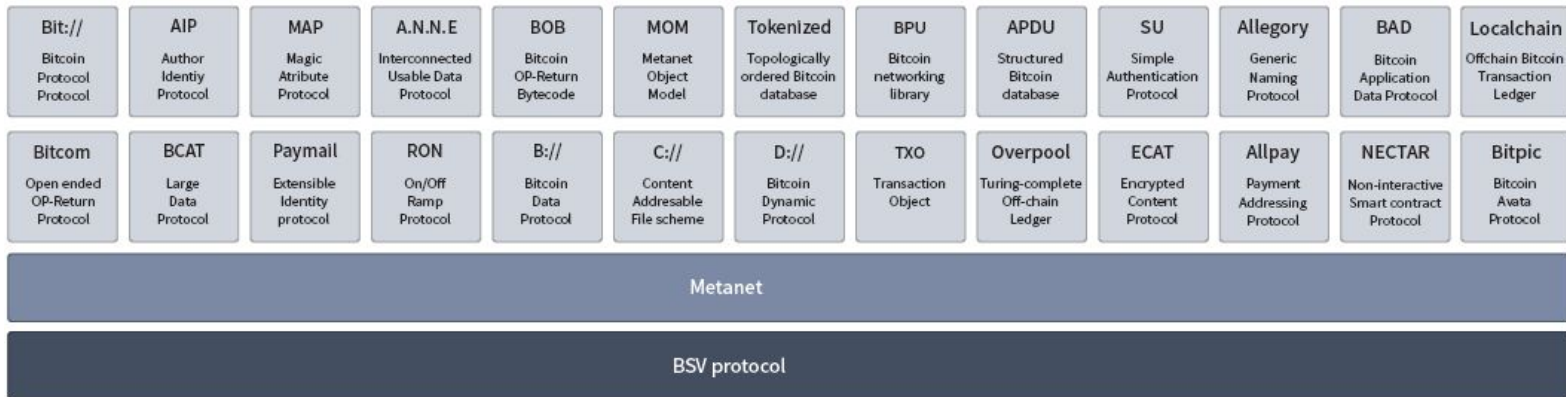 Bit://
Bitcoin
Protocol
Protocol
AIP
Author
Identiy
Protocol
MAP
Magic
Atribute
Protocol
A.N.N.E
Interconnected
Usable Data
Protocol
BOB
Bitcoin
OP-Return
Bytecode
MOM
Metanet
Object
Model
Tokenized
Topologically
ordered Bitcoin
database
BPU
Bitcoin
networking
library
APDU
Structured
Bitcoin
database
SU
Simple
Authentication
Protocol
Allegory
Generic
Naming
Protocol
BAD
Bitcoin
Application
Data Protocol
Localchain
Offchain Bitcoin
Transaction
Ledger
Bitcom
Open ended
OP-Return
Protocol
BCAT
Large
Data
Protocol
Paymail
Extensible
Identity
protocol
RON
On/Off
Ramp
Protocol
B://
Bitcoin
Data
Protocol
C://
Content
Addresable
File scheme
D://
Bitcoin
Dynamic
Protocol
TXO
Transaction
Object
Overpool
Turing-complete
Off-chain
Ledger
ECAT
Encrypted
Content
Protocol
Allpay
Payment
Addressing
Protocol
NECTAR
Non-interactive
Smart contract
Protocol
Bitpic
Bitcoin
Avata
Protocol
Metanet
BSV protocol